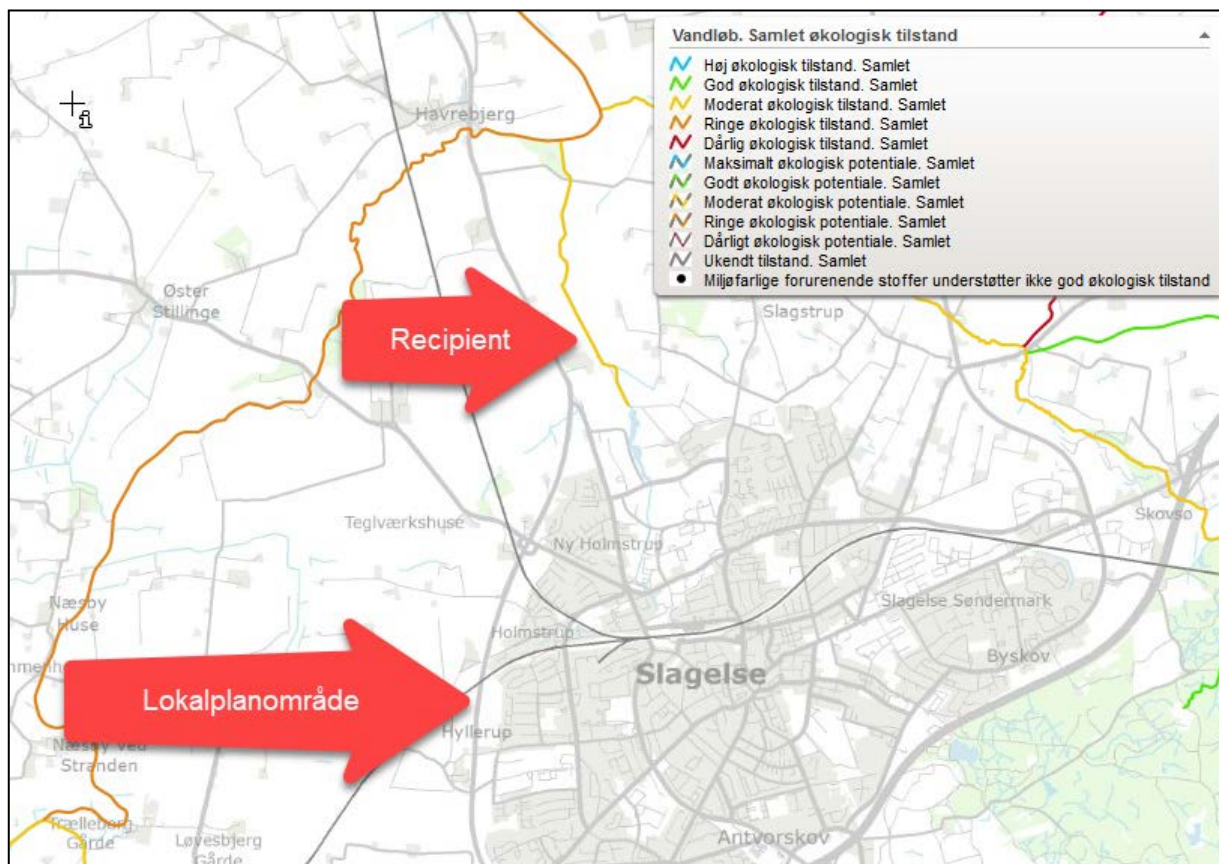 Vandløb. Samlet økologisk tilstand
Høj økologisk tilstand. Samlet
God økologisk tilstand. Samlet
Moderat økologisk tilstand. Samlet
Ringe økologisk tilstand. Samlet
Dårlig økologisk tilstand. Samlet
Maksimalt økologisk potentiale. Samlet
Godt økologisk potentiale. Samlet
Moderat økologisk potentiale. Samlet
Ringe økologisk potentiale. Samlet
Dårligt økologisk potentiale. Samlet
Ukendt tilstand. Samlet
Miljøfarlige forurenende stoffer understøtter ikke god økologisk tilstand
Havrebjerg
Øster
Stillinge
Slagstrup
Recipient
Teglværkshuse
Ny Holmstrup
Skovsø
Næsby
Huse
Slagelse Søndermark
Holmstrup
Byskov
Slagelse
Lokalplanområde
Hyllerup
Næsby ved
Stranden
Trælleborg
Gårde
Løvesbjerg
Gårde
Antvorskov